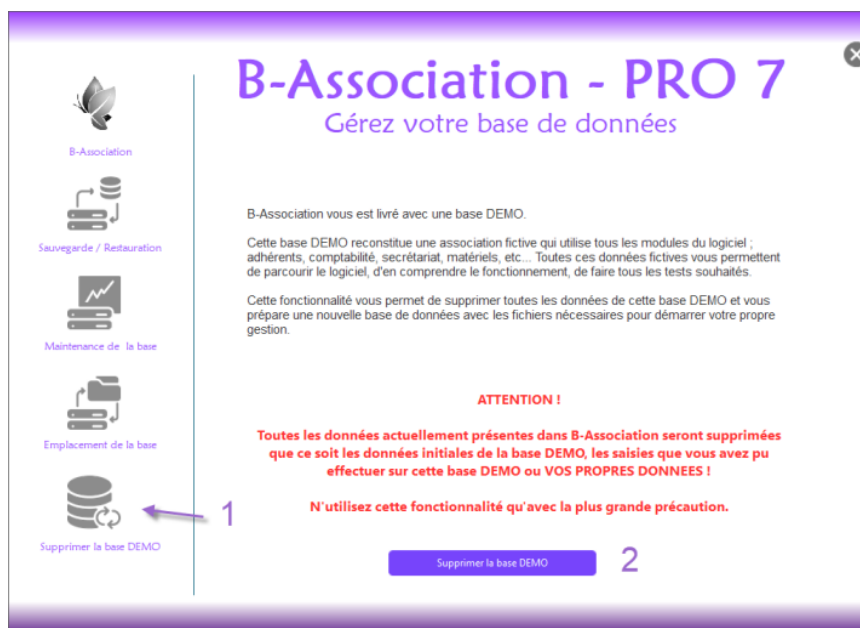 B-Association - PRO 7
Gérez votre base de données
B-Association
Sauvegarde / Restauration
Maintenance de la base
Emplacement de la base
1
Supprimer la base DEMO
B-Association vous est livré avec une base DEMO.
Cette base DEMO reconstitue une association fictive qui utilise tous les modules du logiciel ;
adhérents, comptabilité, secrétariat, matériels, etc... Toutes ces données fictives vous permettent
de parcourir le logiciel, d'en comprendre le fonctionnement, de faire tous les tests souhaités.
Cette fonctionnalité vous permet de supprimer toutes les données de cette base DEMO et vous
prépare une nouvelle base de données avec les fichiers nécessaires pour démarrer votre propre
gestion.
ATTENTION !
Toutes les données actuellement présentes dans B-Association seront supprimées
que ce soit les données initiales de la base DEMO, les saisies que vous avez pu
effectuer sur cette base DEMO ou VOS PROPRES DONNEES !
N'utilisez cette fonctionnalité qu'avec la plus grande précaution.
Supprimer la base DEMO
2